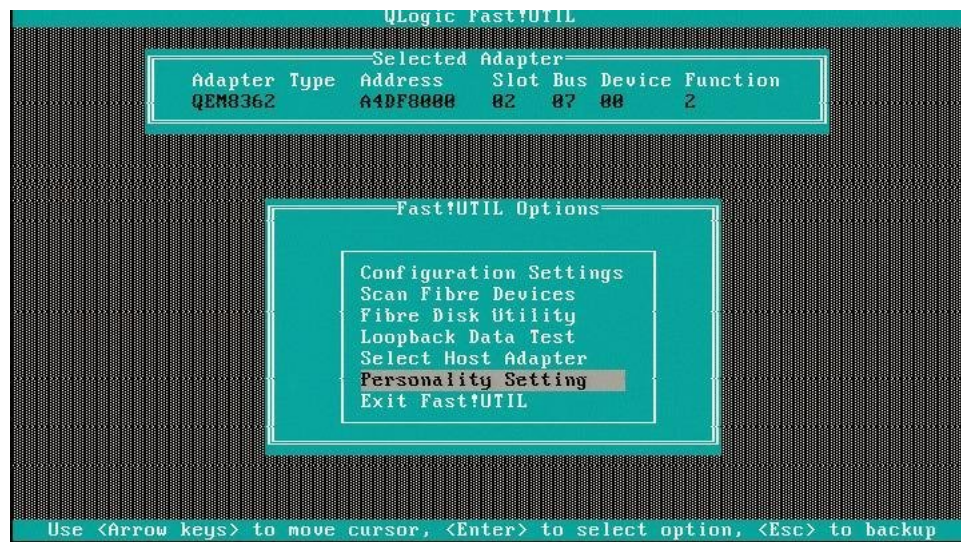 QLogic Fast!UTIL
Selected Adapter
Adapter Type Address Slot Bus Device Function
QEM8362 A4DF8000 02 07 00 2
Fast!UTIL Options
Configuration Settings
Scan Fibre Devices
Fibre Disk Utility
Loopback Data Test
Select Host Adapter
Personality Setting
Exit Fast!UTIL
Use <Arrow keys> to move cursor, <Enter> to select option, <Esc> to backup